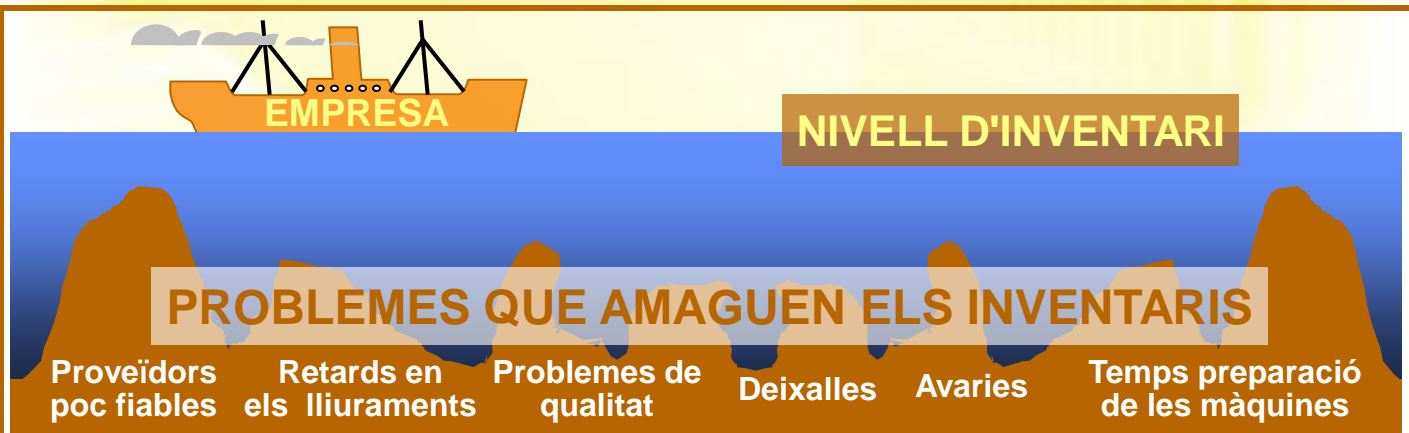 EMPRESA
NIVELL D'INVENTARI
PROBLEMES QUE AMAGUEN ELS INVENTARIS
Proveïdors
poc fiables
Retards en
els lliuraments
Problemes de
qualitat
Deixalles
Avaries
Temps preparació
de les màquines